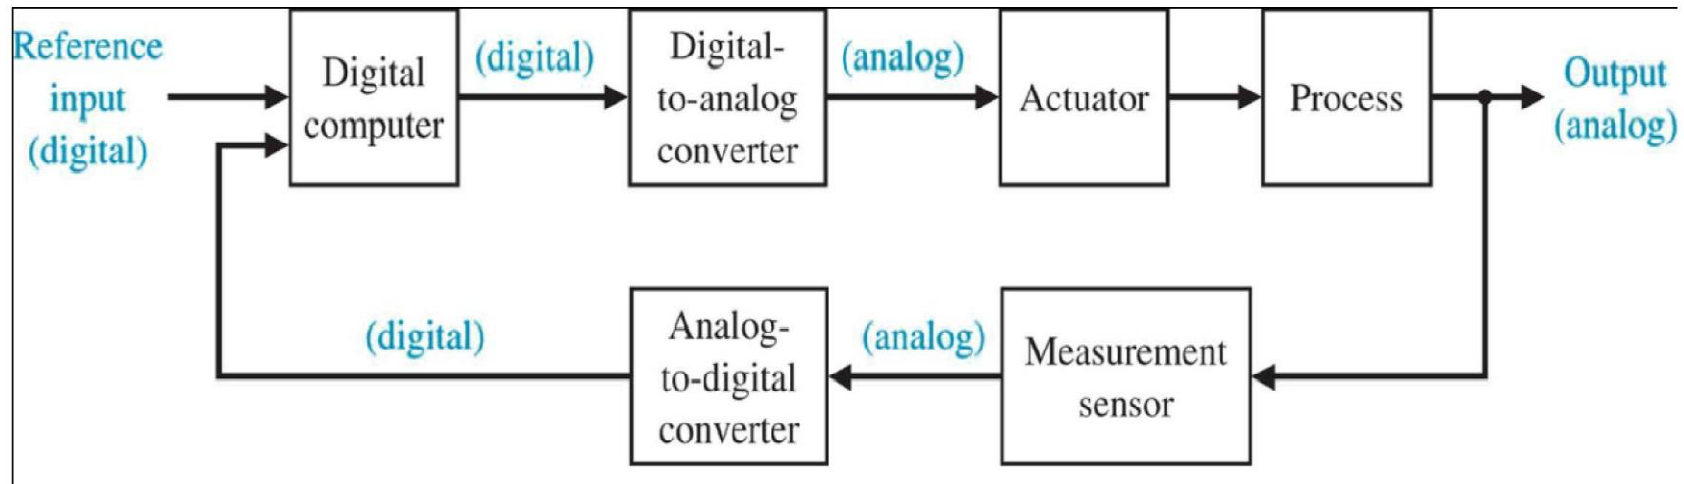 Reference
input
(digital)
Digital
computer
(digital)
Digital-
to-analog
converter
(analog)
Actuator
Process
Output
(analog)
(digital)
Analog-
to-digital
converter
(analog)
Measurement
sensor